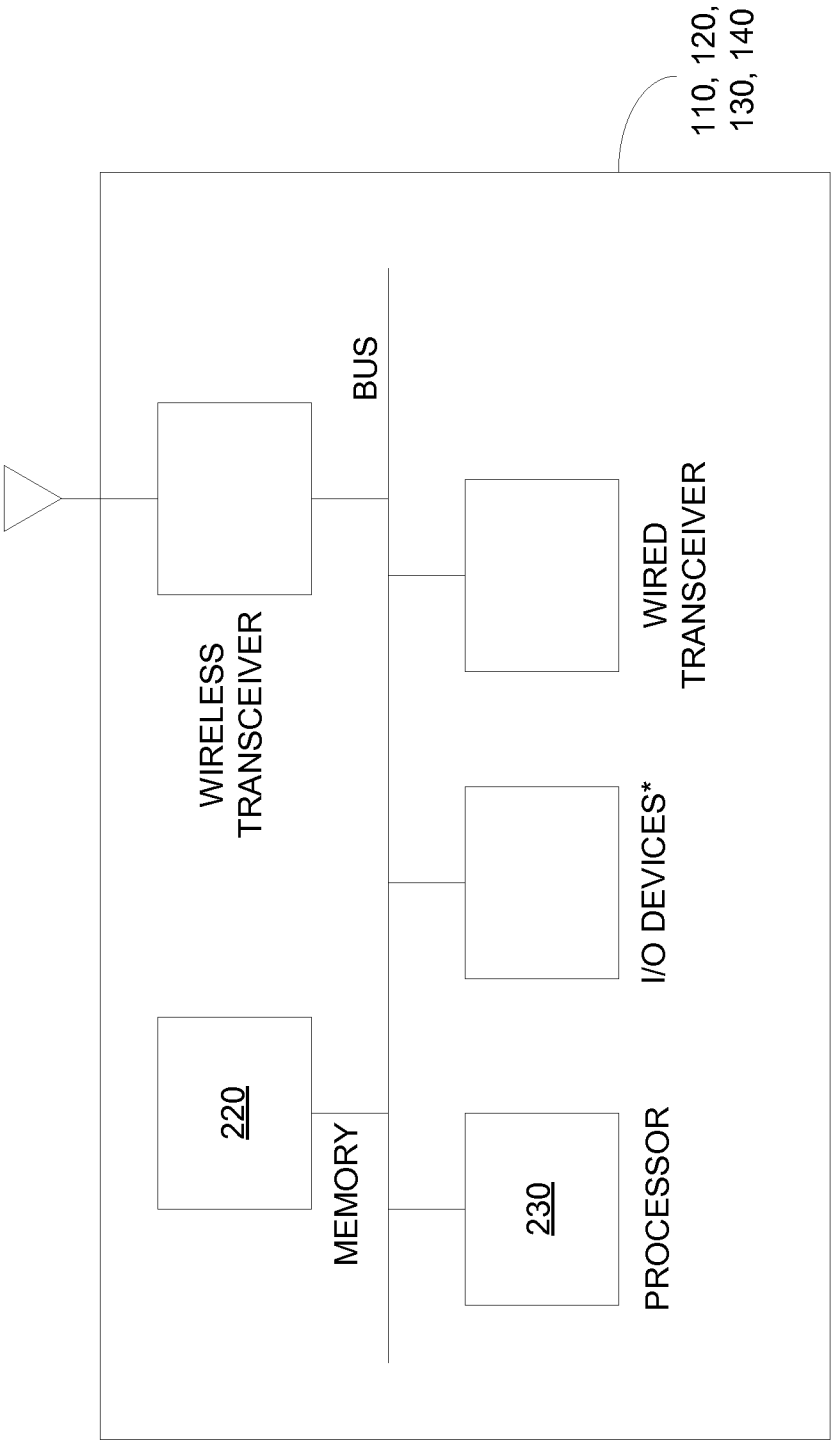 220
MEMORY
WIRELESS
TRANSCEIVER
BUS
230
PROCESSOR
I/O DEVICES*
WIRED
TRANSCEIVER
110, 120,
130, 140